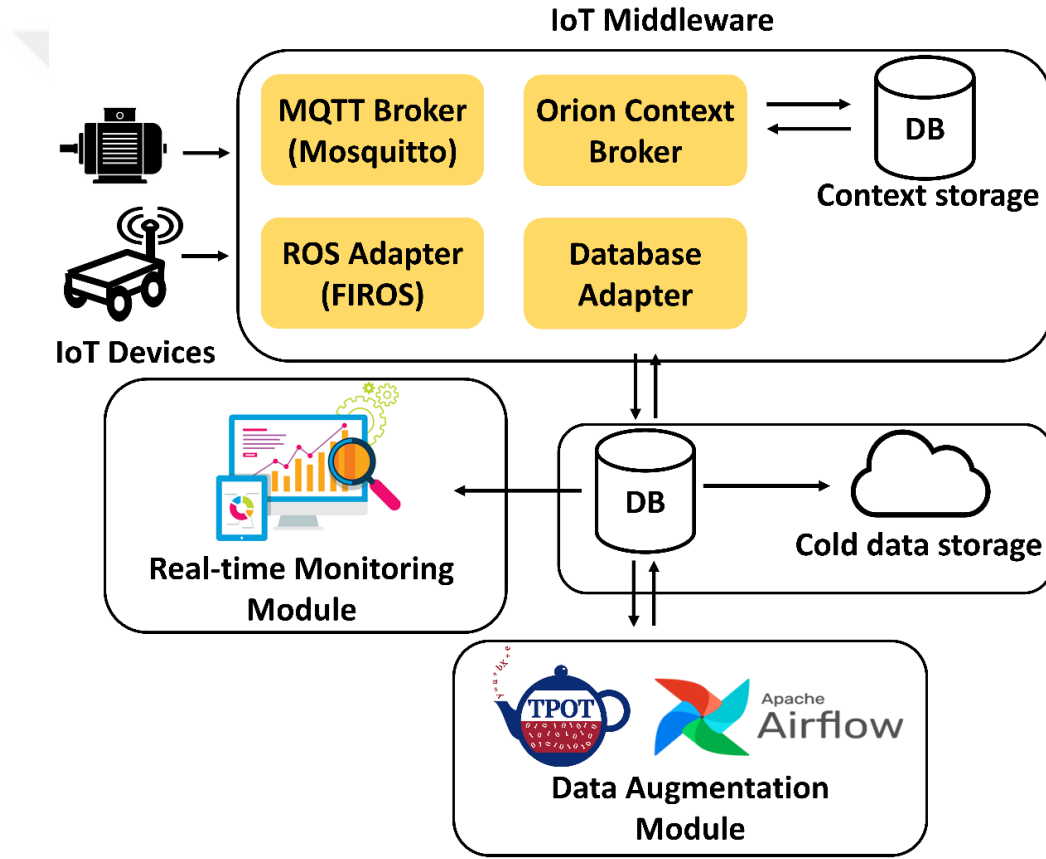 IoT Middleware
MQTT Broker
(Mosquitto)
Orion Context
Broker
DB
Context storage
ROS Adapter
(FIROS)
Database
Adapter
IoT Devices
Real-time Monitoring
Module
DB
Cold data storage
y=u+bx+e
TPOT
Apache
Airflow
Data Augmentation
Module